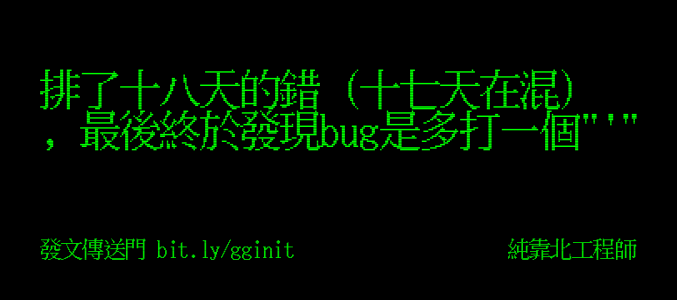 排了十八天的錯（十七天在混）
，最後終於發現bug是多打一個"'"
發文傳送門 bit.ly/gginit
純靠北工程師